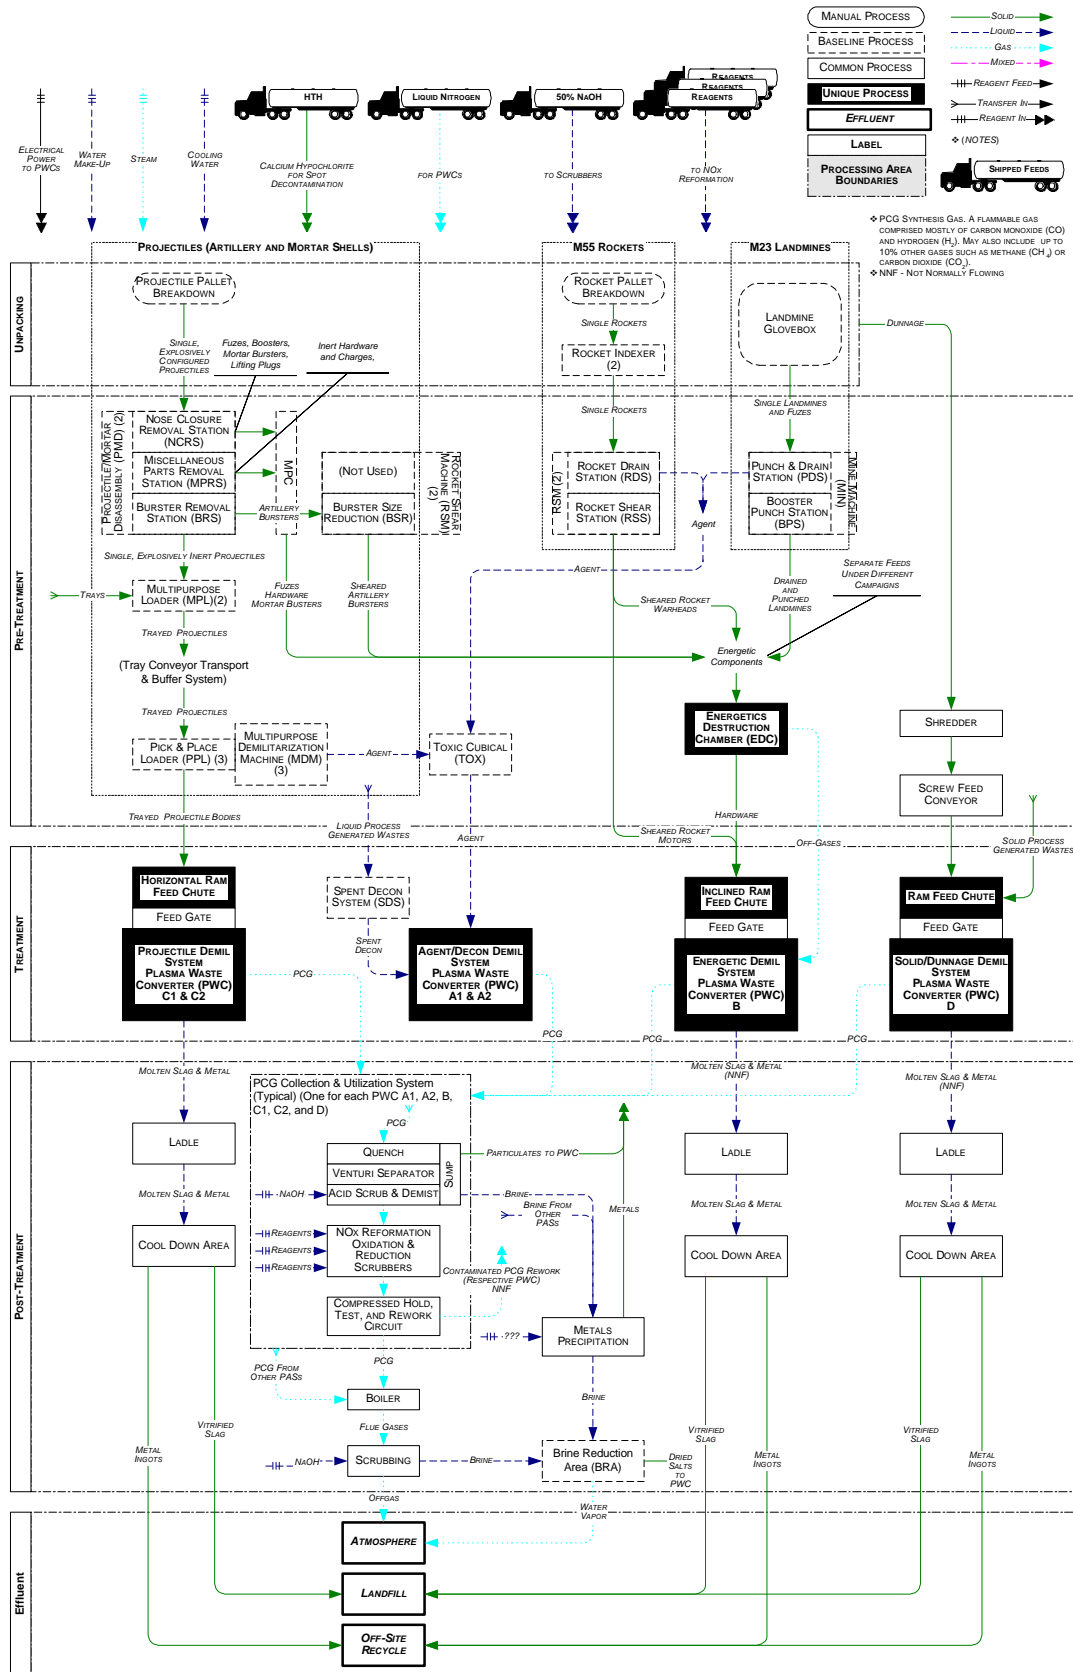 MANUAL PROCESS
BASELINE PROCESS
COMMON PROCESS
UNIQUE PROCESS
EFFLUENT
LABEL
PROCESSING AREA
BOUNDARIES
SOLID
LIQUID
GAS
MIXED
REAGENT FEED
TRANSFER IN
REAGENT IN
❖ (NOTES)
SHIPPED FEEDS
❖ PCG SYNTHESIS GAS. A FLAMMABLE GAS
COMPRISED MOSTLY OF CARBON MONOXIDE (CO)
AND HYDROGEN (H2). MAY ALSO INCLUDE UP TO
10% OTHER GASES SUCH AS METHANE (CH4) OR
CARBON DIOXIDE (CO2).
❖ NNF - NOT NORMALLY FLOWING
HTH
LIQUID NITROGEN
50% NAOH
REAGENTS
REAGENTS
REAGENTS
ELECTRICAL
POWER
TO PWCS
WATER
MAKE-UP
STEAM
COOLING
WATER
CALCIUM HYPOCHLORITE
FOR SPOT
DECONTAMINATION
FOR PWCS
TO SCRUBBERS
TO NOX
REFORMATION
PROJECTILES (ARTILLERY AND MORTAR SHELLS)
M55 ROCKETS
M23 LANDMINES
UNPACKING
PROJECTILE PALLET
BREAKDOWN
ROCKET PALLET
BREAKDOWN
LANDMINE
GLOVEBOX
DUNNAGE
SINGLE,
EXPLOSIVELY
CONFIGURED
PROJECTILES
Fuzes, Boosters,
Mortar Bursters,
Lifting Plugs
Inert Hardware
and Charges,
SINGLE ROCKETS
ROCKET INDEXER
(2)
PRE-TREATMENT
SINGLE ROCKETS
SINGLE LANDMINES
AND FUZES
PROJECTILE/MORTAR
DISASSEMBLY (PMD) (2)
NOSE CLOSURE
REMOVAL STATION
(NCRS)
MISCELLANEOUS
PARTS REMOVAL
STATION (MPRS)
BURSTER REMOVAL
STATION (BRS)
MPC
ARTILLERY
BURSTERS
(NOT USED)
BURSTER SIZE
REDUCTION (BSR)
ROCKET SHEAR
MACHINE (RSM)
(2)
RSM (2)
ROCKET DRAIN
STATION (RDS)
ROCKET SHEAR
STATION (RSS)
Agent
PUNCH & DRAIN
STATION (PDS)
BOOSTER
PUNCH STATION
(BPS)
MINE MACHINE
(MIN)
SINGLE, EXPLOSIVELY INERT PROJECTILES
TRAYS
MULTIPURPOSE
LOADER (MPL)(2)
FUZES
HARDWARE
MORTAR BUSTERS
SHEARED
ARTILLERY
BURSTERS
AGENT
SHEARED ROCKET
WARHEADS
DRAINED
AND
PUNCHED
LANDMINES
SEPARATE FEEDS
UNDER DIFFERENT
CAMPAIGNS
TRAYED PROJECTILES
(Tray Conveyor Transport
& Buffer System)
Energetic
Components
TRAYED PROJECTILES
PICK & PLACE
LOADER (PPL) (3)
MULTIPURPOSE
DEMILITARIZATION
MACHINE (MDM)
(3)
AGENT
TOXIC CUBICAL
(TOX)
ENERGETICS
DESTRUCTION
CHAMBER (EDC)
SHREDDER
SCREW FEED
CONVEYOR
TRAYED PROJECTILE BODIES
LIQUID PROCESS
GENERATED WASTES
AGENT
HARDWARE
SHEARED ROCKET
MOTORS
OFF-GASES
SOLID PROCESS
GENERATED WASTES
TREATMENT
HORIZONTAL RAM
FEED CHUTE
FEED GATE
PROJECTILE DEMIL
SYSTEM
PLASMA WASTE
CONVERTER (PWC)
C1 & C2
SPENT DECON
SYSTEM (SDS)
SPENT
DECON
AGENT/DECON DEMIL
SYSTEM
PLASMA WASTE
CONVERTER (PWC)
A1 & A2
INCLINED RAM
FEED CHUTE
FEED GATE
ENERGETIC DEMIL
SYSTEM
PLASMA WASTE
CONVERTER (PWC)
B
RAM FEED CHUTE
FEED GATE
SOLID/DUNNAGE DEMIL
SYSTEM
PLASMA WASTE
CONVERTER (PWC)
D
PCG
PCG
PCG
PCG
POST-TREATMENT
MOLTEN SLAG & METAL
PCG Collection & Utilization System
(Typical) (One for each PWC A1, A2, B,
C1, C2, and D)
PCG
MOLTEN SLAG & METAL
(NNF)
MOLTEN SLAG & METAL
(NNF)
LADLE
QUENCH
VENTURI SEPARATOR
ACID SCRUB & DEMIST
SUMP
PARTICULATES TO PWC
LADLE
LADLE
MOLTEN SLAG & METAL
NAOH
BRINE
BRINE FROM
OTHER
PASS
METALS
MOLTEN SLAG & METAL
MOLTEN SLAG & METAL
COOL DOWN AREA
REAGENTS
REAGENTS
REAGENTS
NOX REFORMATION
OXIDATION &
REDUCTION
SCRUBBERS
CONTAMINATED PCG REWORK
(RESPECTIVE PWC)
NNF
COOL DOWN AREA
COOL DOWN AREA
COMPRESSED HOLD,
TEST, AND REWORK
CIRCUIT
???
METALS
PRECIPITATION
PCG
PCG FROM
OTHER PASS
BOILER
BRINE
VITRIFIED
SLAG
FLUE GASES
METAL
INGOTS
NAOH
SCRUBBING
BRINE
Brine Reduction
Area (BRA)
DRIED
SALTS
TO
PWC
VITRIFIED
SLAG
METAL
INGOTS
VITRIFIED
SLAG
METAL
INGOTS
OFFGAS
WATER
VAPOR
Effluent
ATMOSPHERE
LANDFILL
OFF-SITE
RECYCLE